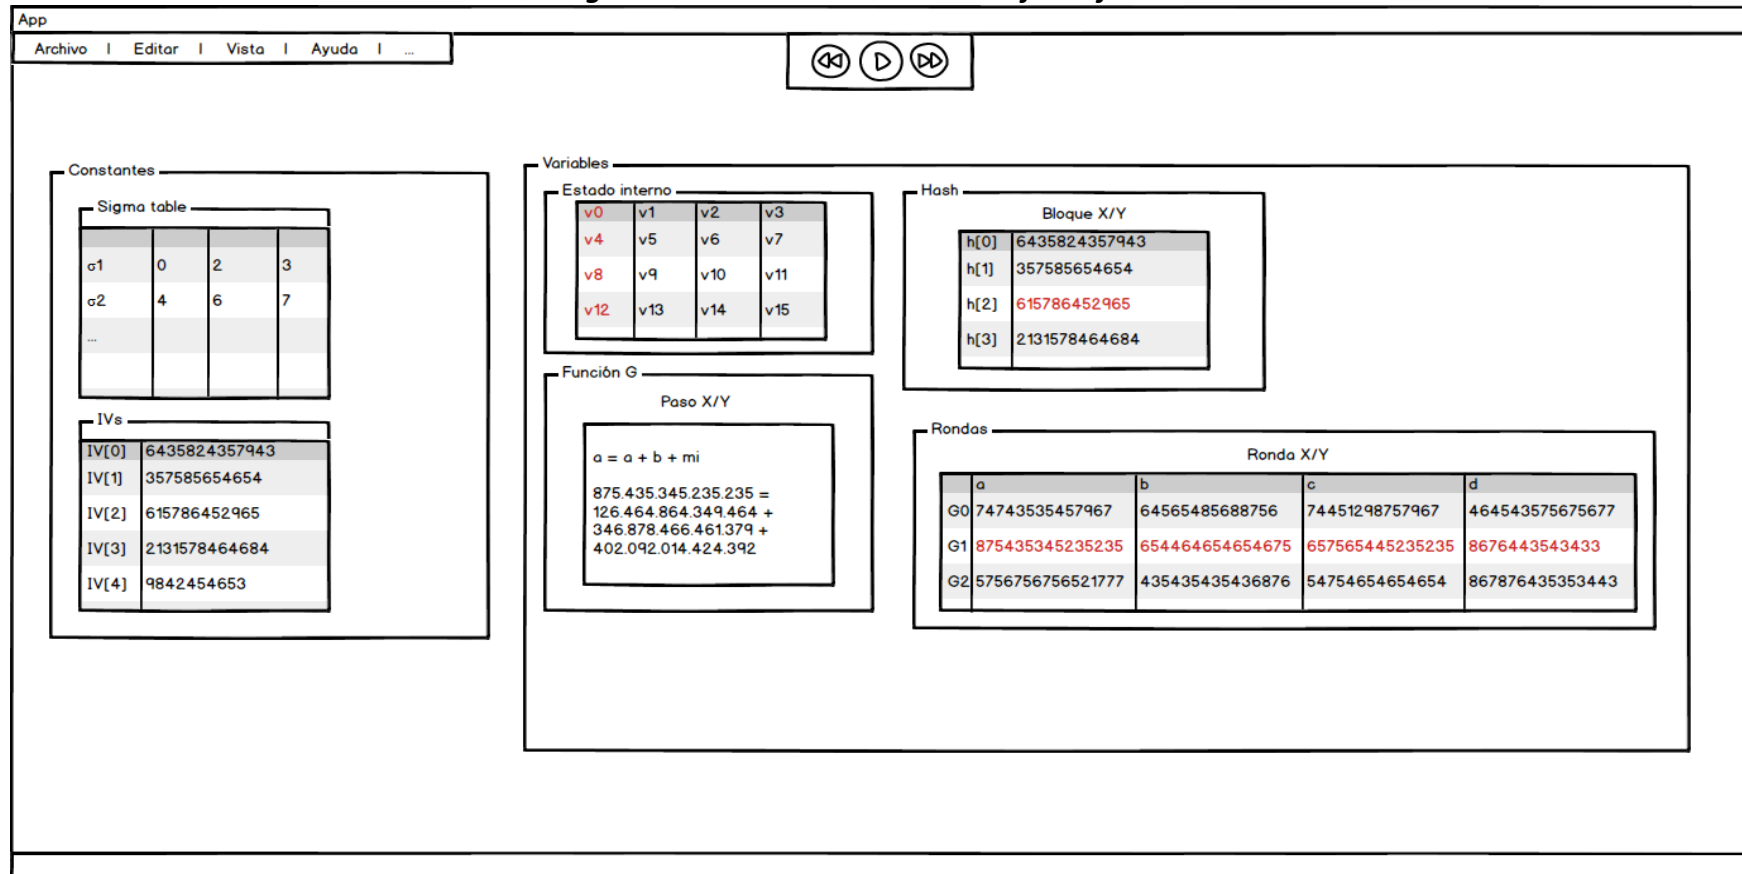 App
Archivo | Editar | Vista | Ayuda | ...
Constantes
Sigma table
σ1 0 2 3
σ2 4 6 7
...
IVs
IV[0] 6435824357943
IV[1] 357585654654
IV[2] 615786452965
IV[3] 2131578464684
IV[4] 9842454653
Variables
Estado interno
v0 v1 v2 v3
v4 v5 v6 v7
v8 v9 v10 v11
v12 v13 v14 v15
Función G
Paso X/Y
a = a + b + mi
875.435.345.235.235 =
126.464.864.349.464 +
346.878.466.461.379 +
402.092.014.424.392
Hash
Bloque X/Y
h[0] 6435824357943
h[1] 357585654654
h[2] 615786452965
h[3] 2131578464684
Rondas
Ronda X/Y
a b c d
G0 74743535457967 64565485688756 74451298757967 464543575675677
G1 875435345235235 654464654654675 657565445235235 8676443543433
G2 5756756756521777 435435435436876 54754654654654 867876435353443